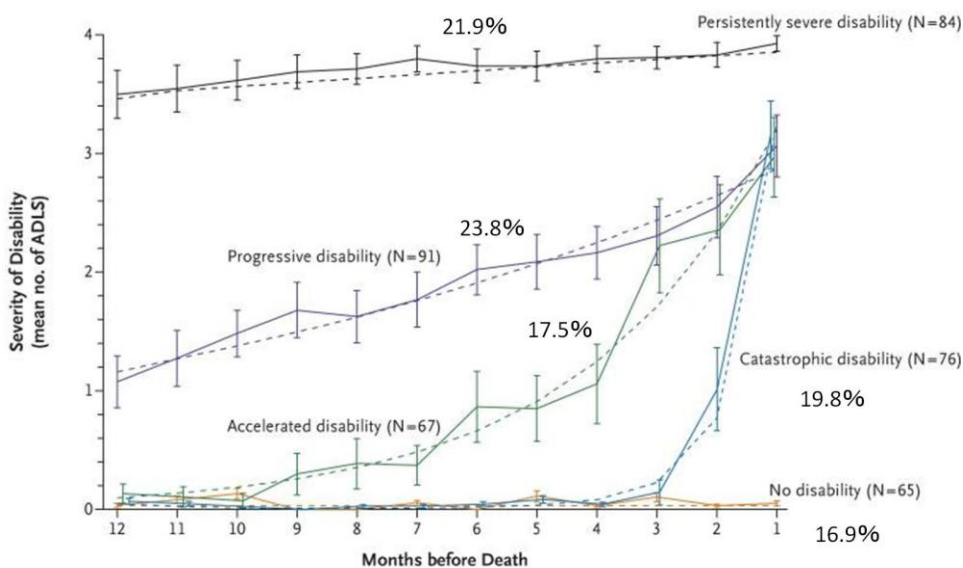 21.9%
Persistently severe disability (N=84)
4
3
2
1
0
Severity of Disability
(mean no. of ADLS)
23.8%
Progressive disability (N=91)
17.5%
Catastrophic disability (N=76)
19.8%
Accelerated disability (N=67)
No disability (N=65)
16.9%
12 11 10 9 8 7 6 5 4 3 2 1
Months before Death